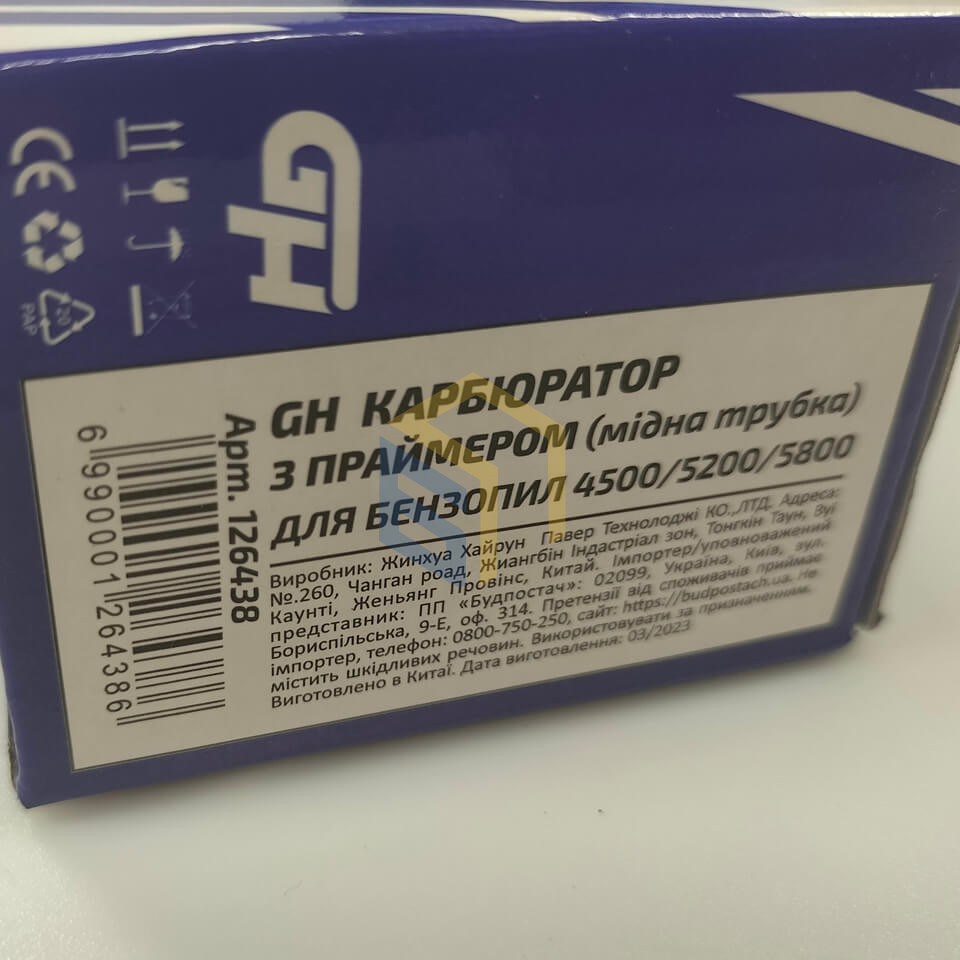 GH
CE
20
PAP
GH КАРБЮРАТОР
З ПРАЙМЕРОМ (мідна трубка)
ДЛЯ БЕНЗОПИЛ 4500/5200/5800
Виробник: Жинхуа Хайрун Павер Технолоджі КО.,ЛТД. Адреса:
№.260, Чанган роад, Жиангбін Індастріал зон, Тонгкін Таун, Вуї
Каунті, Женьянг Провінс, Китай. Імпортер/уповноважений
представник: ПП «Будпостач»: 02099, Україна, Київ, вул.
Бориспільська, 9-Е, оф. 314. Претензії від споживачів приймає
імпортер, телефон: 0800-750-250, сайт: https://budpostach.ua. Не
містить шкідливих речовин. Використовувати за призначенням.
Виготовлено в Китаї. Дата виготовлення: 03/2023
Арт. 126438
6 990001 264386